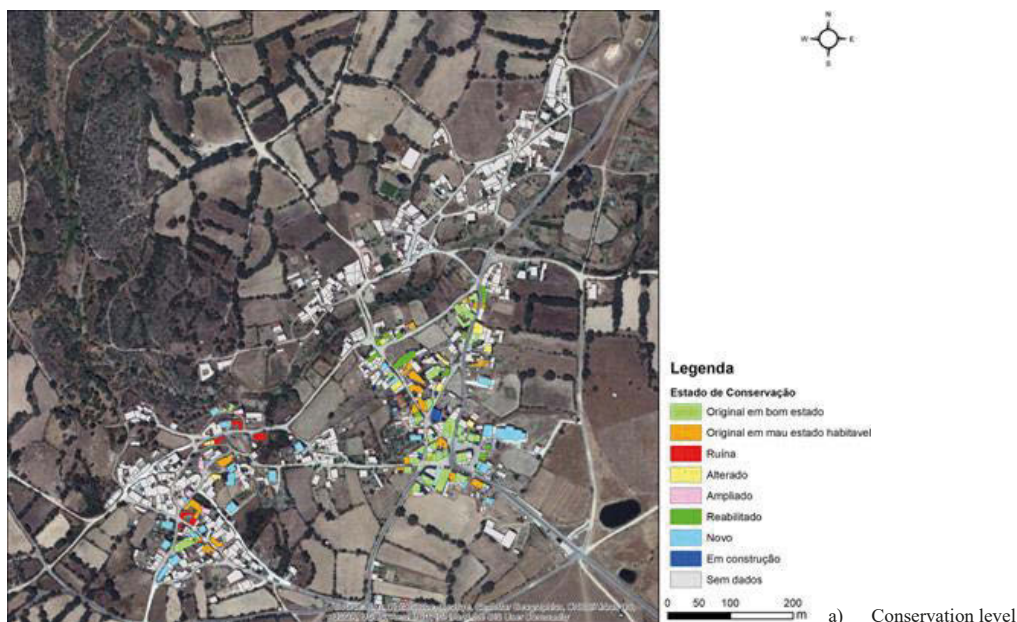 N
W E
S
Legenda
Estado de Conservação
Original em bom estado
Original em mau estado habitavel
Ruína
Alterado
Ampliado
Reabilitado
Novo
Em construção
Sem dados
0 50 100 200
m
a) Conservation level